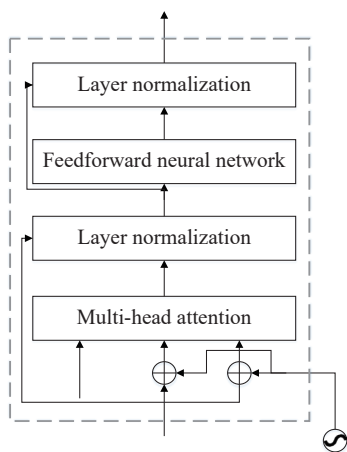 Layer normalization
Feedforward neural network
Layer normalization
Multi-head attention